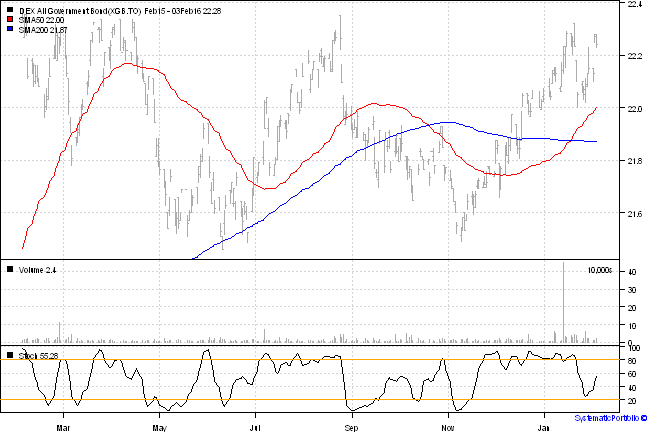 DEX All Government Bond(XGB.TO) Feb15 - 03Feb16 22.28
SMA50 22.00
SMA200 21.87
22.4
22.2
22.0
21.8
21.6
Volume 2.4
10,000s
40
30
20
10
0
Stoch 55.28
100
80
60
40
20
Mar May Jul Sep Nov Jan
SystematicPortfolio ©